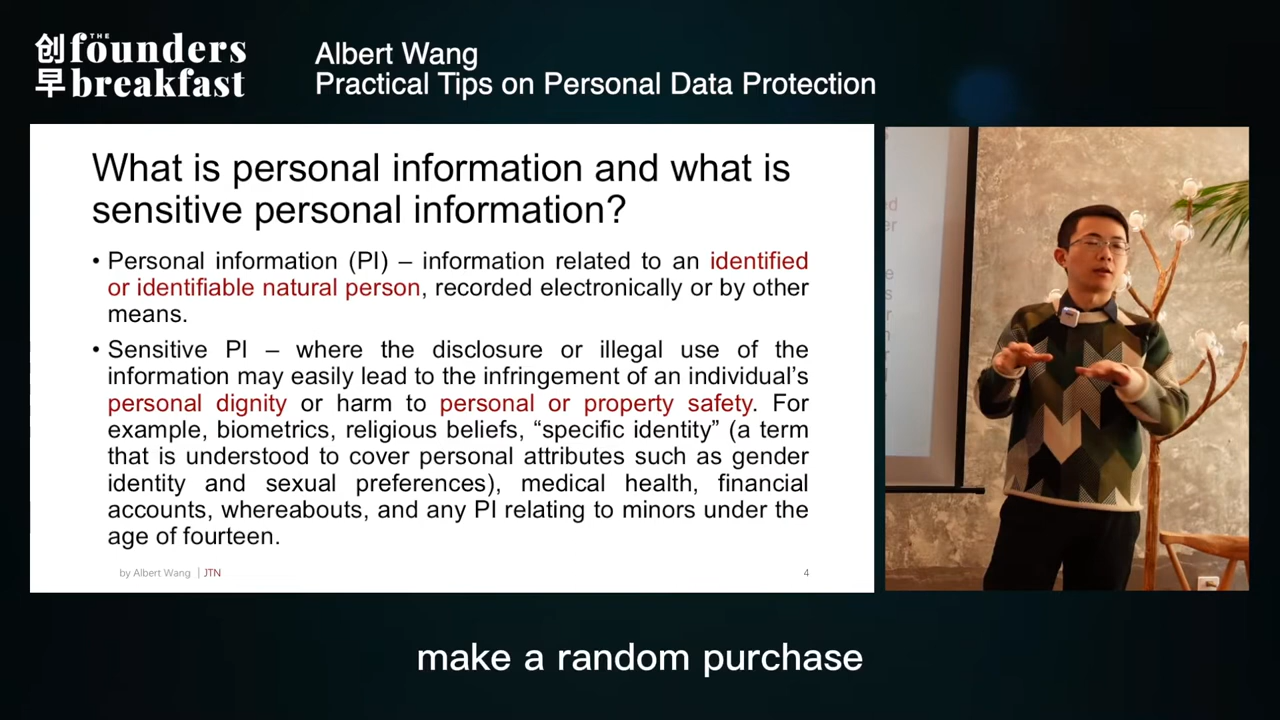 创 THE founders
早 breakfast
Albert Wang
Practical Tips on Personal Data Protection
What is personal information and what is
sensitive personal information?
• Personal information (PI) – information related to an identified
or identifiable natural person, recorded electronically or by other
means.
• Sensitive PI – where the disclosure or illegal use of the
information may easily lead to the infringement of an individual’s
personal dignity or harm to personal or property safety. For
example, biometrics, religious beliefs, “specific identity” (a term
that is understood to cover personal attributes such as gender
identity and sexual preferences), medical health, financial
accounts, whereabouts, and any PI relating to minors under the
age of fourteen.
by Albert Wang | JTN
4
make a random purchase